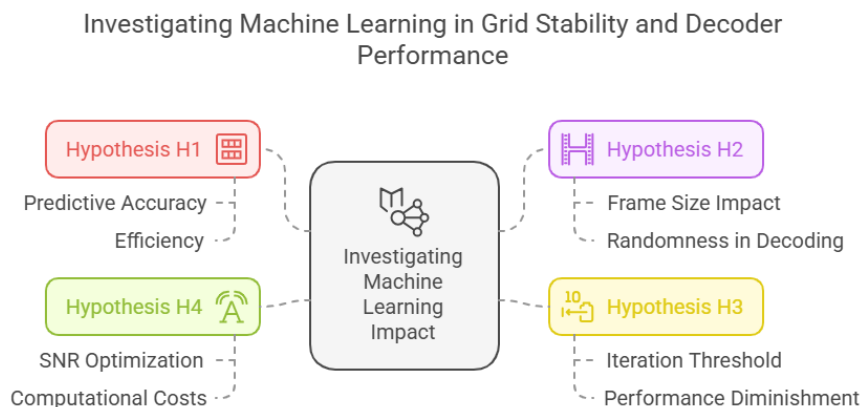 Investigating Machine Learning in Grid Stability and Decoder
Performance
Hypothesis H1
Predictive Accuracy
Efficiency
Hypothesis H2
Frame Size Impact
Randomness in Decoding
Investigating
Machine
Learning
Impact
Hypothesis H4
SNR Optimization
Computational Costs
10
Hypothesis H3
Iteration Threshold
Performance Diminishment